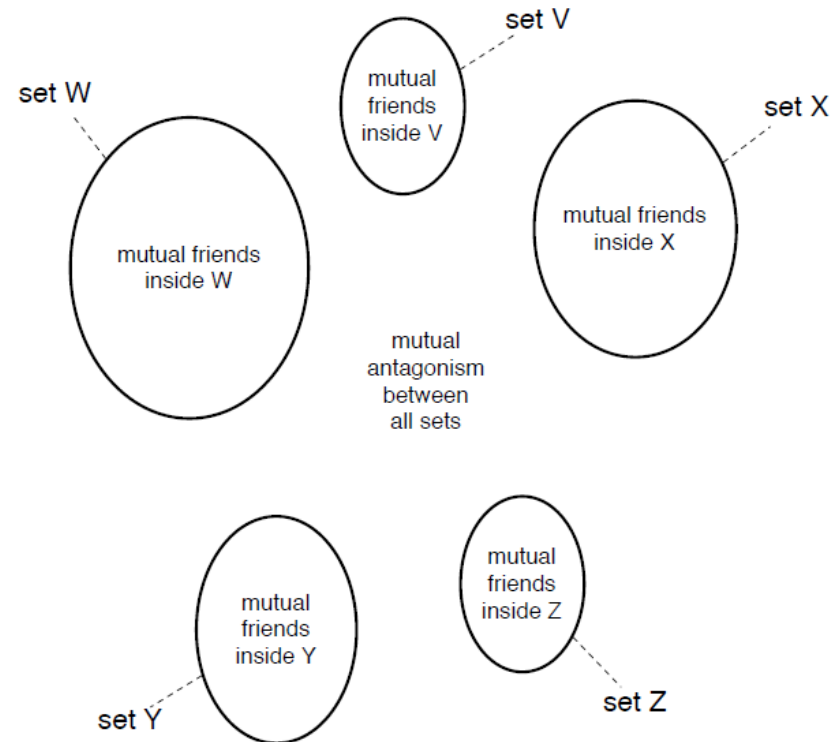 set V
mutual
friends
inside V
set W
set X
mutual friends
inside W
mutual friends
inside X
mutual
antagonism
between
all sets
mutual
friends
inside Y
mutual
friends
inside Z
set Y
set Z